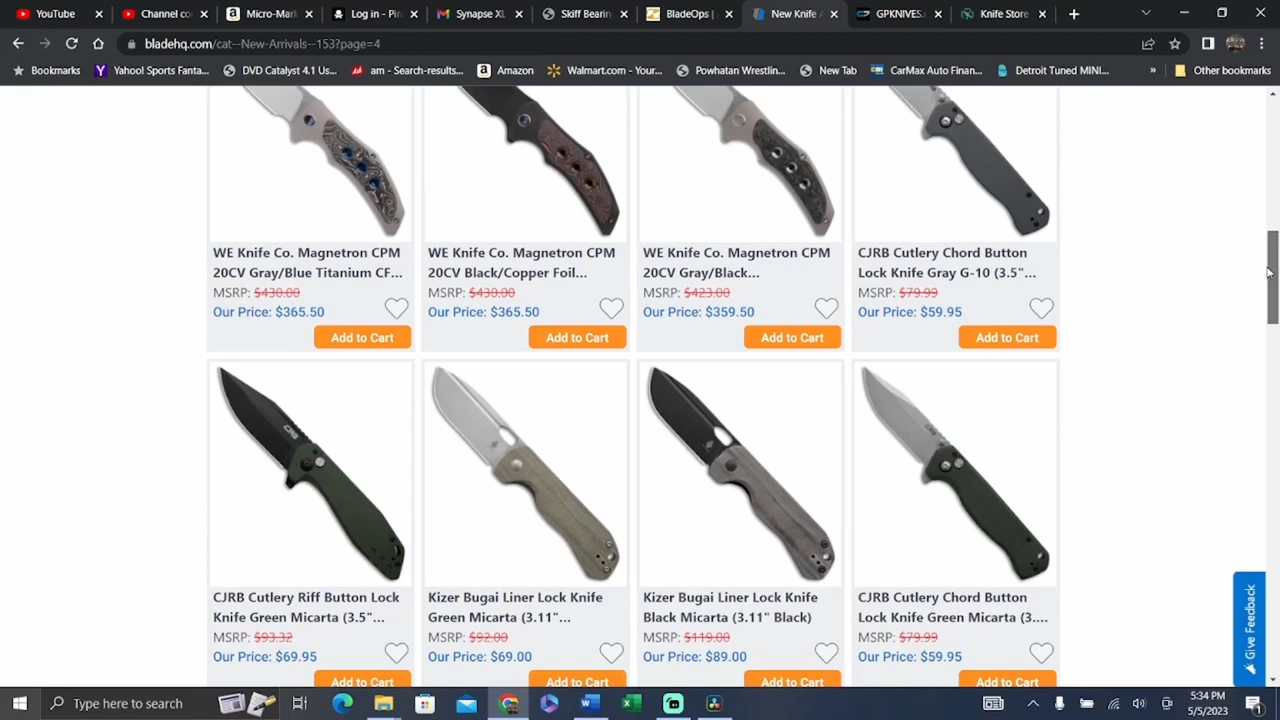 YouTube
Channel co
Micro-Mark
Log in - Pin
Synapse XL
Skiff Bearin
BladeOps |
New Knife A
GPKNIVES.c
Knife Store
bladehq.com/cat--New-Arrivals--153?page=4
Bookmarks
Yahoo! Sports Fanta...
DVD Catalyst 4.1 Us...
am - Search-results...
Amazon
Walmart.com - Your...
Powhatan Wrestlin...
New Tab
CarMax Auto Finan...
Detroit Tuned MINI...
»
Other bookmarks
WE Knife Co. Magnetron CPM
20CV Gray/Blue Titanium CF...
MSRP: $430.00
Our Price: $365.50
Add to Cart
WE Knife Co. Magnetron CPM
20CV Black/Copper Foil...
MSRP: $430.00
Our Price: $365.50
Add to Cart
WE Knife Co. Magnetron CPM
20CV Gray/Black...
MSRP: $423.00
Our Price: $359.50
Add to Cart
CJRB Cutlery Chord Button
Lock Knife Gray G-10 (3.5"...
MSRP: $79.99
Our Price: $59.95
Add to Cart
CJRB Cutlery Riff Button Lock
Knife Green Micarta (3.5"...
MSRP: $93.32
Our Price: $69.95
Add to Cart
Kizer Bugai Liner Lock Knife
Green Micarta (3.11"...
MSRP: $92.00
Our Price: $69.00
Add to Cart
Kizer Bugai Liner Lock Knife
Black Micarta (3.11" Black)
MSRP: $119.00
Our Price: $89.00
Add to Cart
CJRB Cutlery Chord Button
Lock Knife Green Micarta (3....
MSRP: $79.99
Our Price: $59.95
Add to Cart
Give Feedback
Type here to search
5:34 PM
5/5/2023